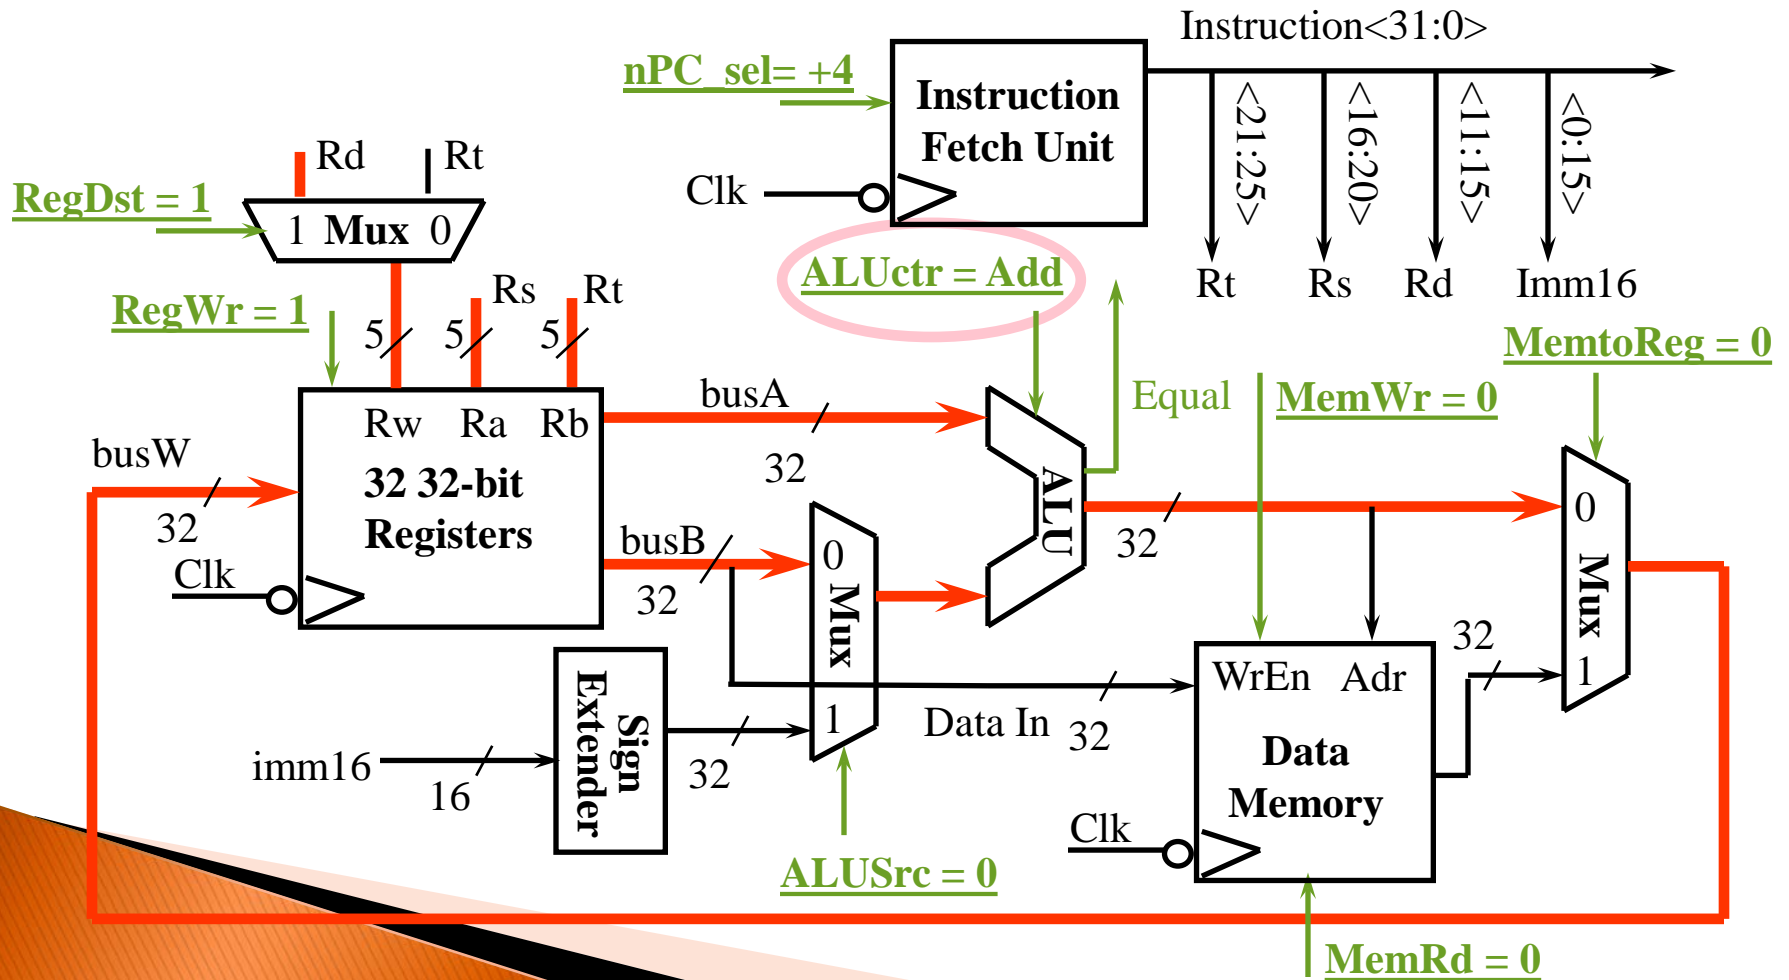 Instruction<31:0>
nPC_sel= +4
Instruction
Fetch Unit
<21:25>
<16:20>
<11:15>
<0:15>
Rd
Rt
Clk
RegDst = 1
1 Mux 0
ALUctr = Add
Rt
Rs
Rd
Imm16
Rs
Rt
RegWr = 1
5
5
5
MemtoReg = 0
busA
Equal
MemWr = 0
Rw
Ra
Rb
busW
32
32 32-bit
Registers
ALU
0
32
busB
0
32
32
Clk
32
Mux
Mux
32
WrEn
Adr
1
Sign
Extender
1
Data In
32
imm16
16
32
Data
Memory
Clk
ALUSrc = 0
MemRd = 0